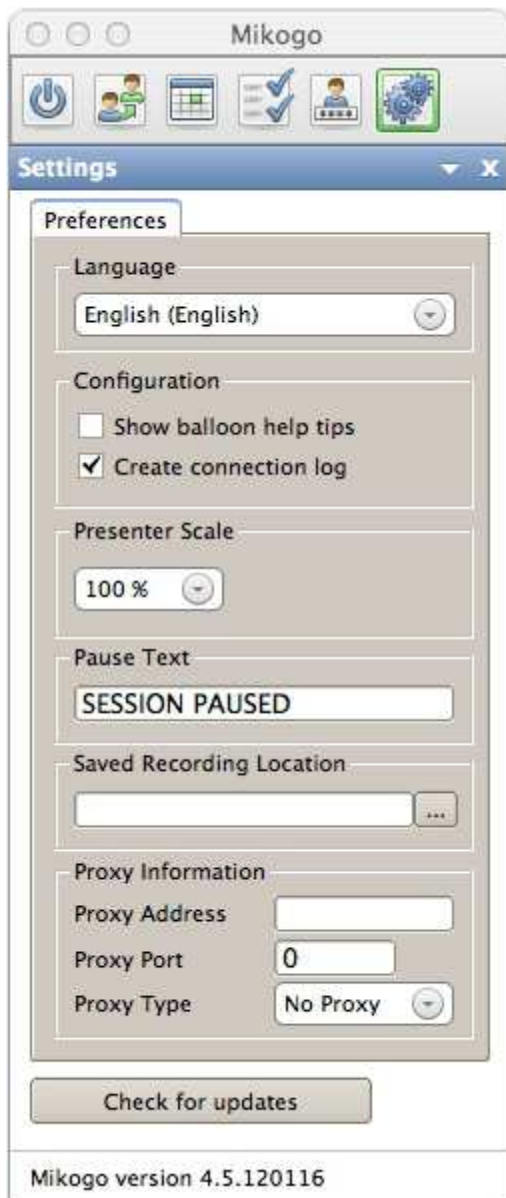 Mikogo
Settings
Preferences
Language
English (English)
Configuration
Show balloon help tips
Create connection log
Presenter Scale
100 %
Pause Text
SESSION PAUSED
Saved Recording Location
...
Proxy Information
Proxy Address
Proxy Port 0
Proxy Type No Proxy
Check for updates
Mikogo version 4.5.120116